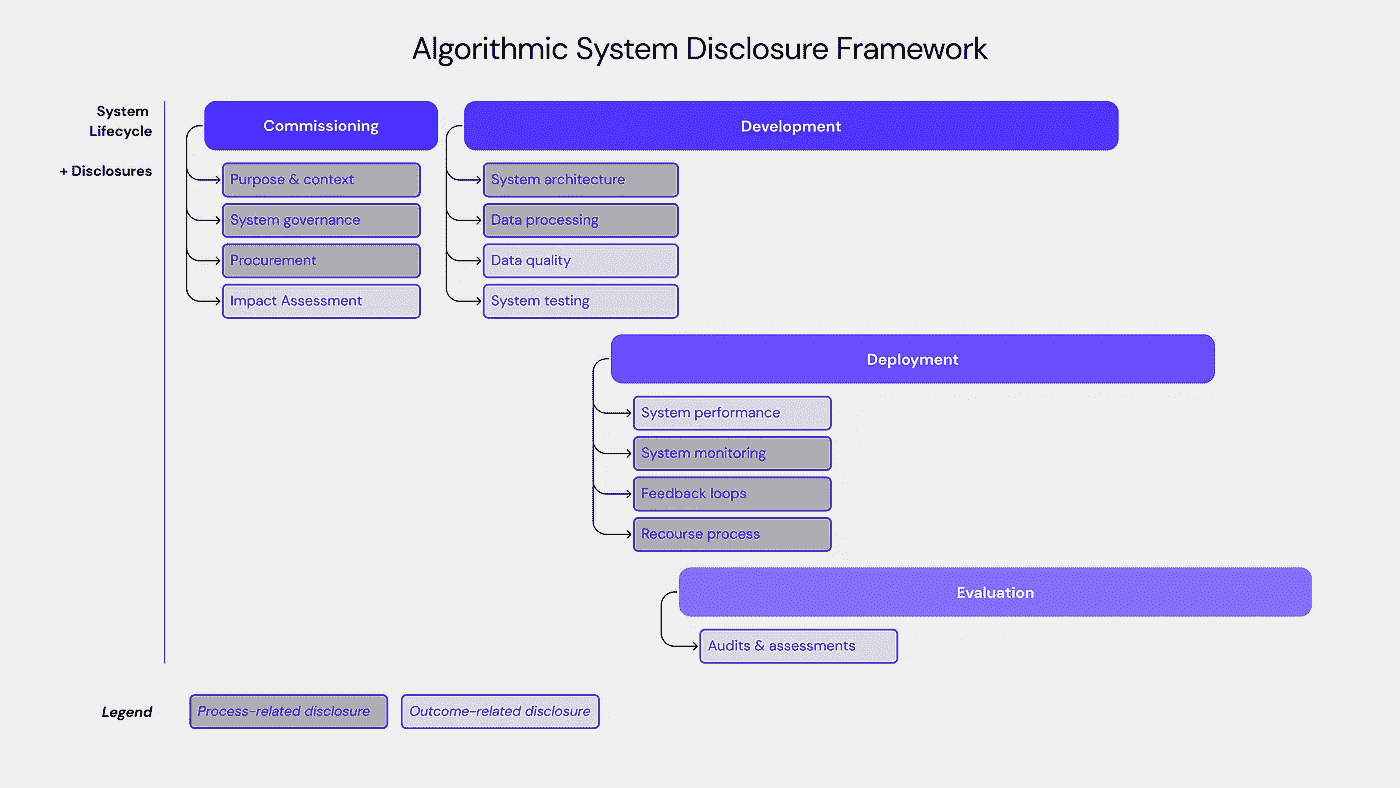 Algorithmic System Disclosure Framework
System
Lifecycle
+ Disclosures
Commissioning
Purpose & context
System governance
Procurement
Impact Assessment
Development
System architecture
Data processing
Data quality
System testing
Deployment
System performance
System monitoring
Feedback loops
Recourse process
Evaluation
Audits & assessments
Legend
Process-related disclosure
Outcome-related disclosure